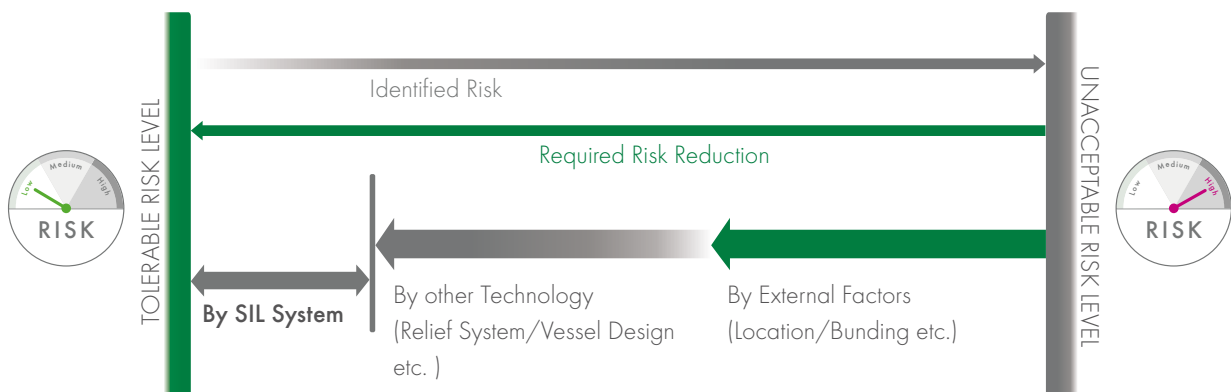 Identified Risk
Required Risk Reduction
TOLERABLE RISK LEVEL
UNACCEPTABLE RISK LEVEL
Low
Medium
High
RISK
Low
Medium
High
RISK
By SIL System
By other Technology
(Relief System/Vessel Design
etc. )
By External Factors
(Location/Bunding etc.)